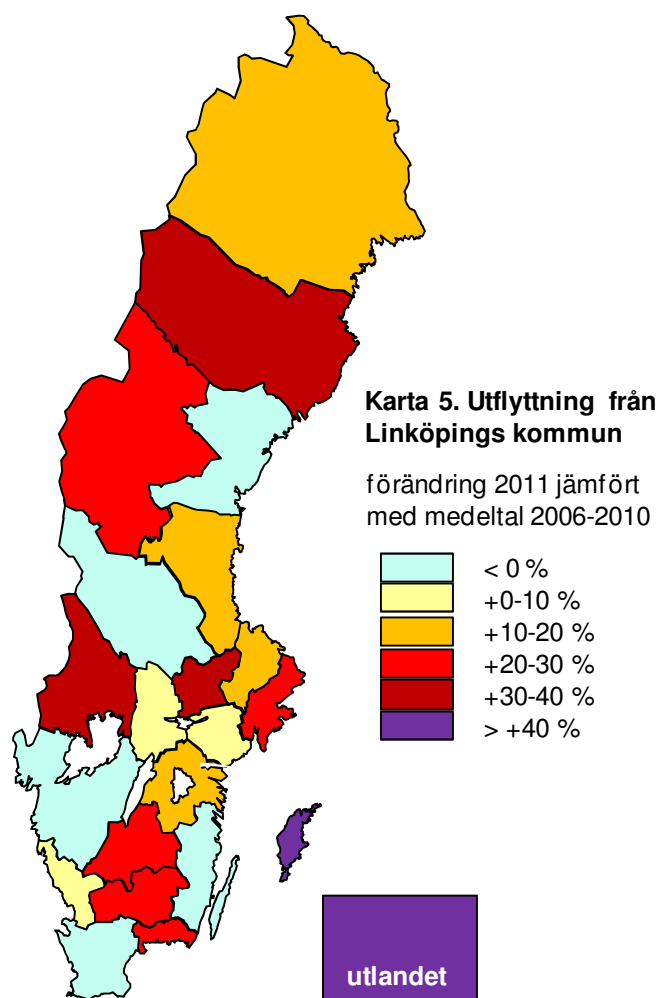 Karta 5. Utflyttning från
Linköpings kommun
förändring 2011 jämfört
med medeltal 2006-2010
< 0 %
+0-10 %
+10-20 %
+20-30 %
+30-40 %
> +40 %
utlandet